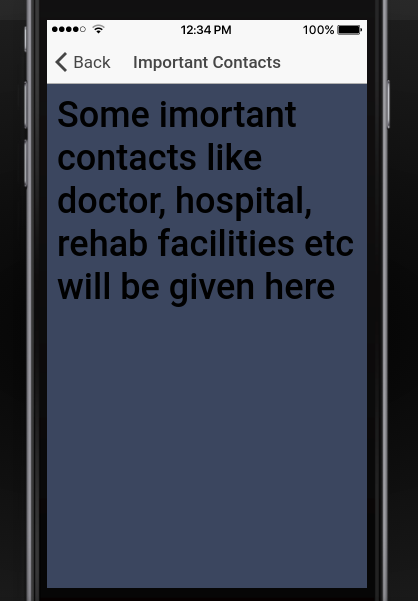 12:34 PM 100%
Back Important Contacts
Some imortant
contacts like
doctor, hospital,
rehab facilities etc
will be given here